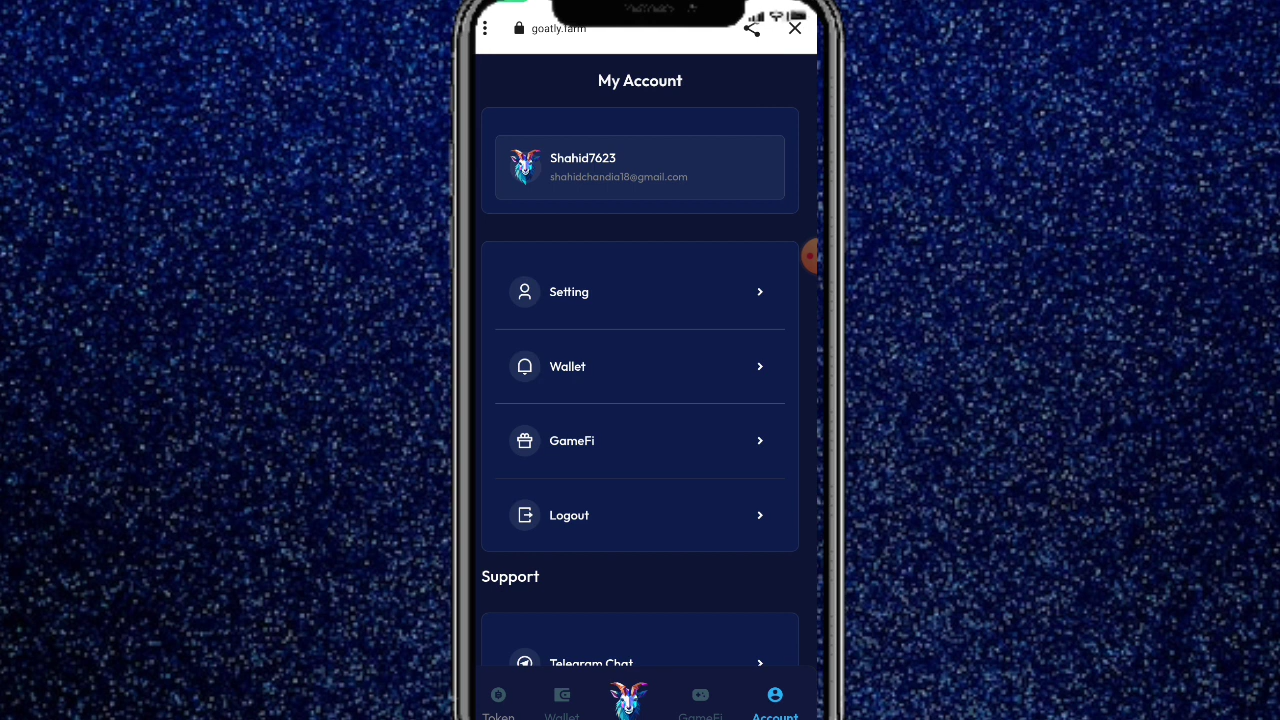 goatly.farm
My Account
Shahid7623
shahidchandia18@gmail.com
Setting
Wallet
GameFi
Logout
Support
Telegram Chat
Token
Wallet
GameFi
Account